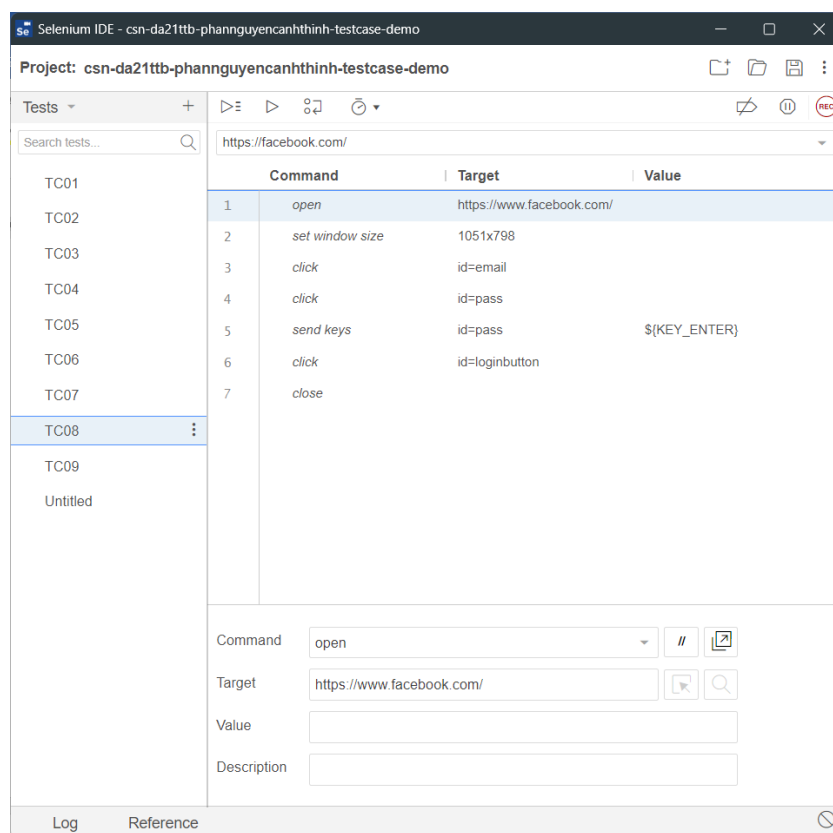 Selenium IDE - csn-da21ttb-phannguyencanhthinh-testcase-demo
Project: csn-da21ttb-phannguyencanhthinh-testcase-demo
Tests
REC
Search tests...
https://facebook.com/
Command Target Value
TC01
TC02
TC03
TC04
TC05
TC06
TC07
TC08
TC09
Untitled
1 open https://www.facebook.com/
2 set window size 1051x798
3 click id=email
4 click id=pass
5 send keys id=pass ${KEY_ENTER}
6 click id=loginbutton
7 close
Command open //
Target https://www.facebook.com/
Value
Description
Log Reference